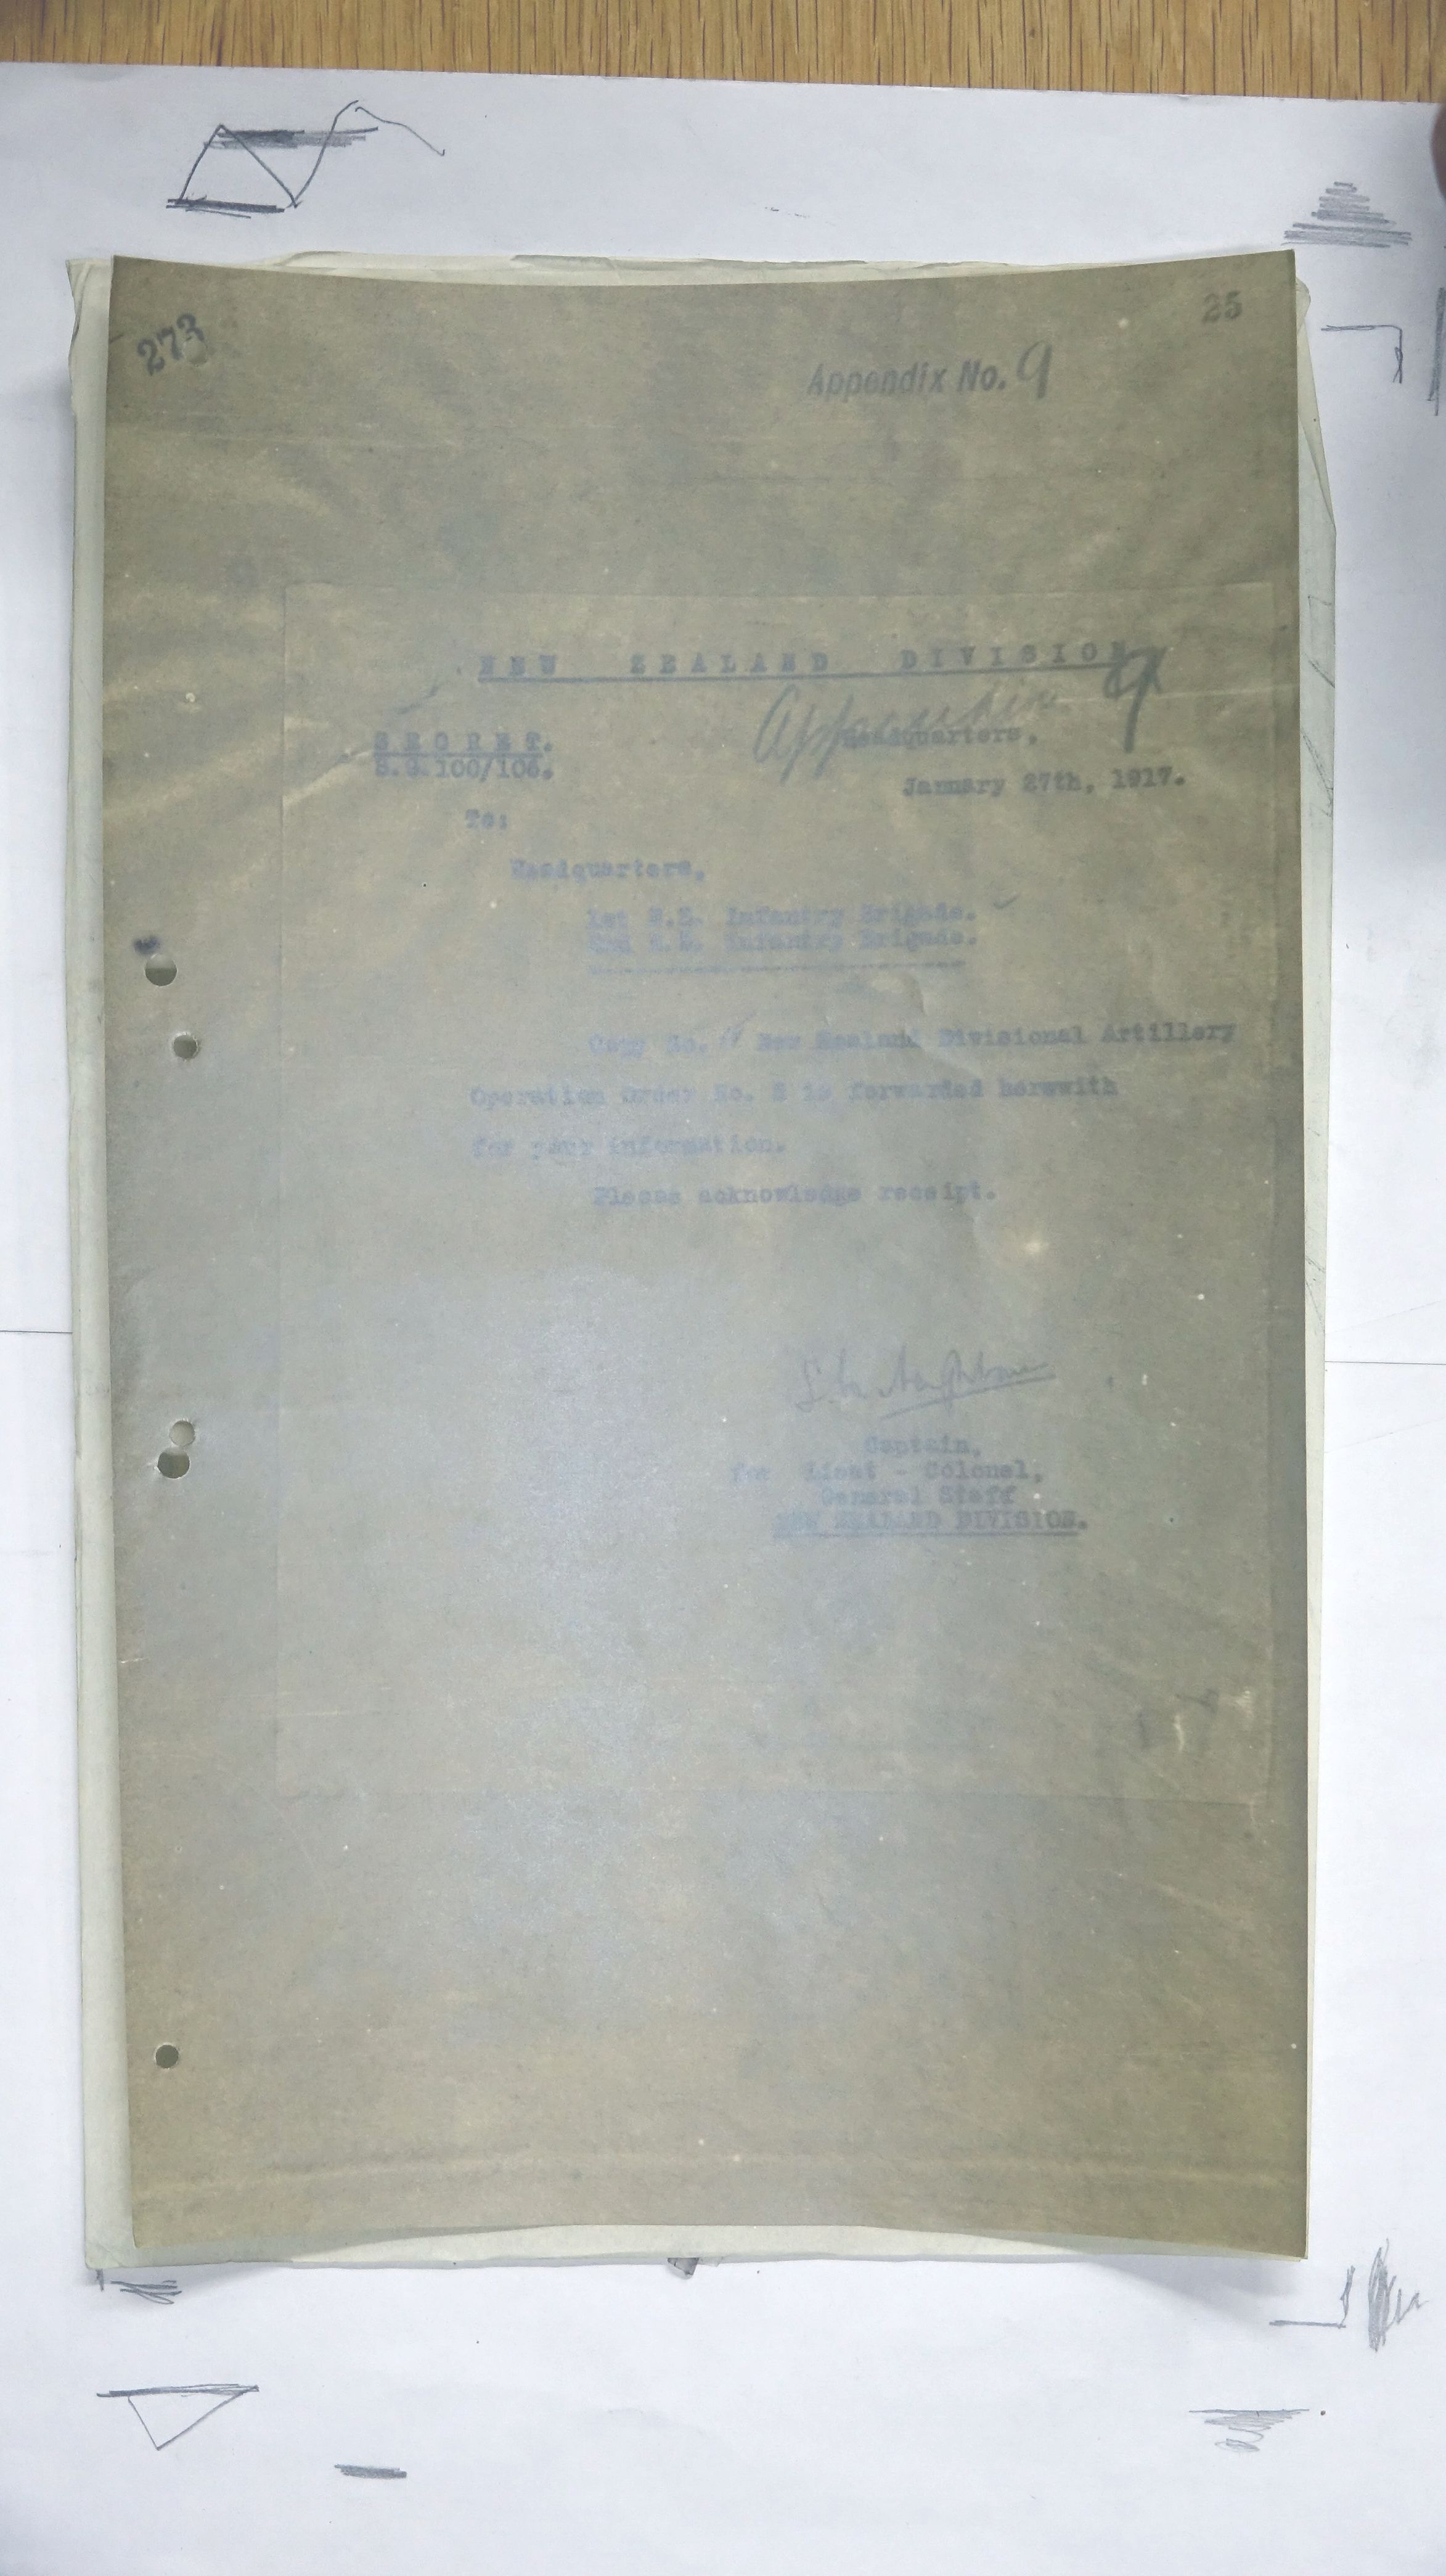 273
25
Appendix No. 9
NEW ZEALAND DIVISION
Appendix 9
SECRET.
Headquarters,
S.G. 100/106.
January 27th, 1917.
To:
Headquarters,
1st N.Z. Infantry Brigade.
N.Z. Infantry Brigade.
Copy No. New Zealand Divisional Artillery
Operation Order No. is forwarded herewith
for your information.
Please acknowledge receipt.
Captain,
for Lieut - Colonel,
General Staff
NEW ZEALAND DIVISION.